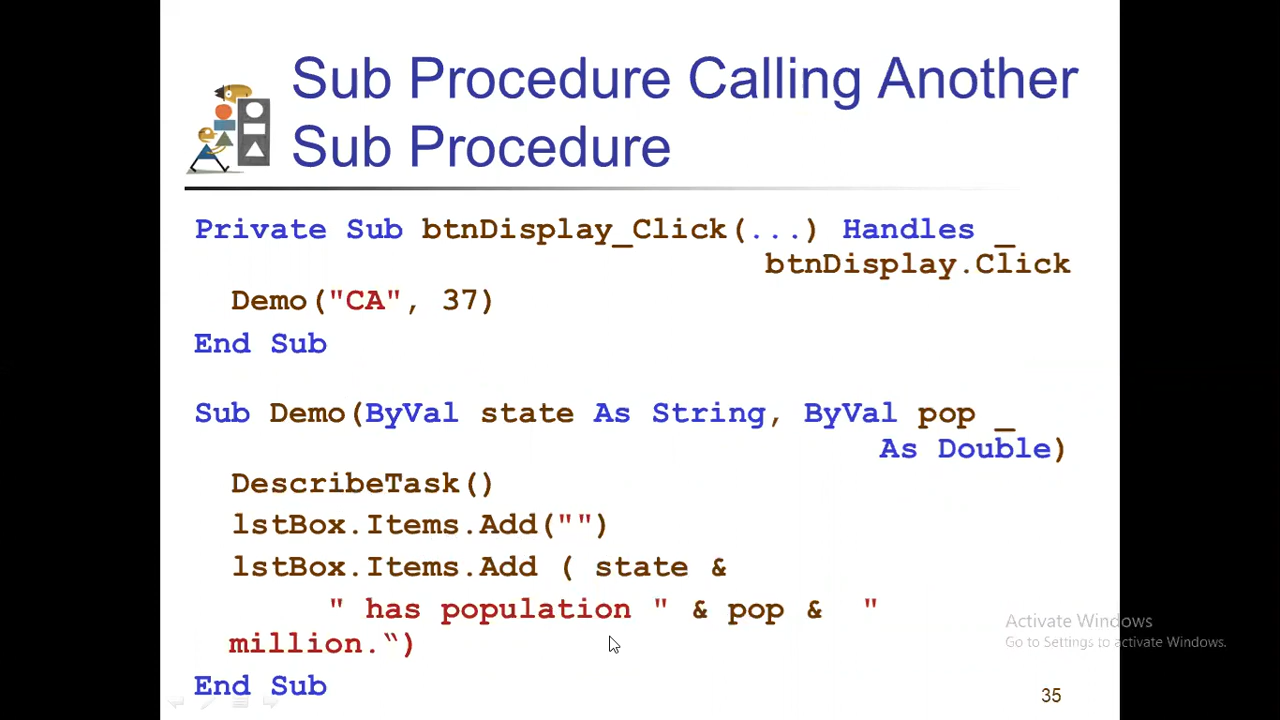 Sub Procedure Calling Another
Sub Procedure
Private Sub btnDisplay_Click(...) Handles _
btnDisplay.Click
Demo("CA", 37)
End Sub
Sub Demo(ByVal state As String, ByVal pop _
As Double)
DescribeTask()
lstBox.Items.Add("")
lstBox.Items.Add ( state &
" has population " & pop & "
million.“)
End Sub
Activate Windows
Go to Settings to activate Windows.
35